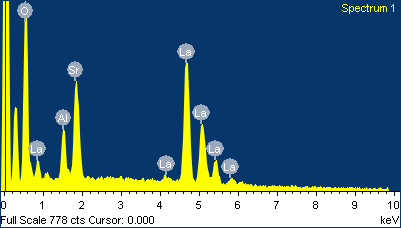 Spectrum 1
O
Sr
La
La
Al
La
La
La
La
0 1 2 3 4 5 6 7 8 9 10
Full Scale 778 cts Cursor: 0.000 keV